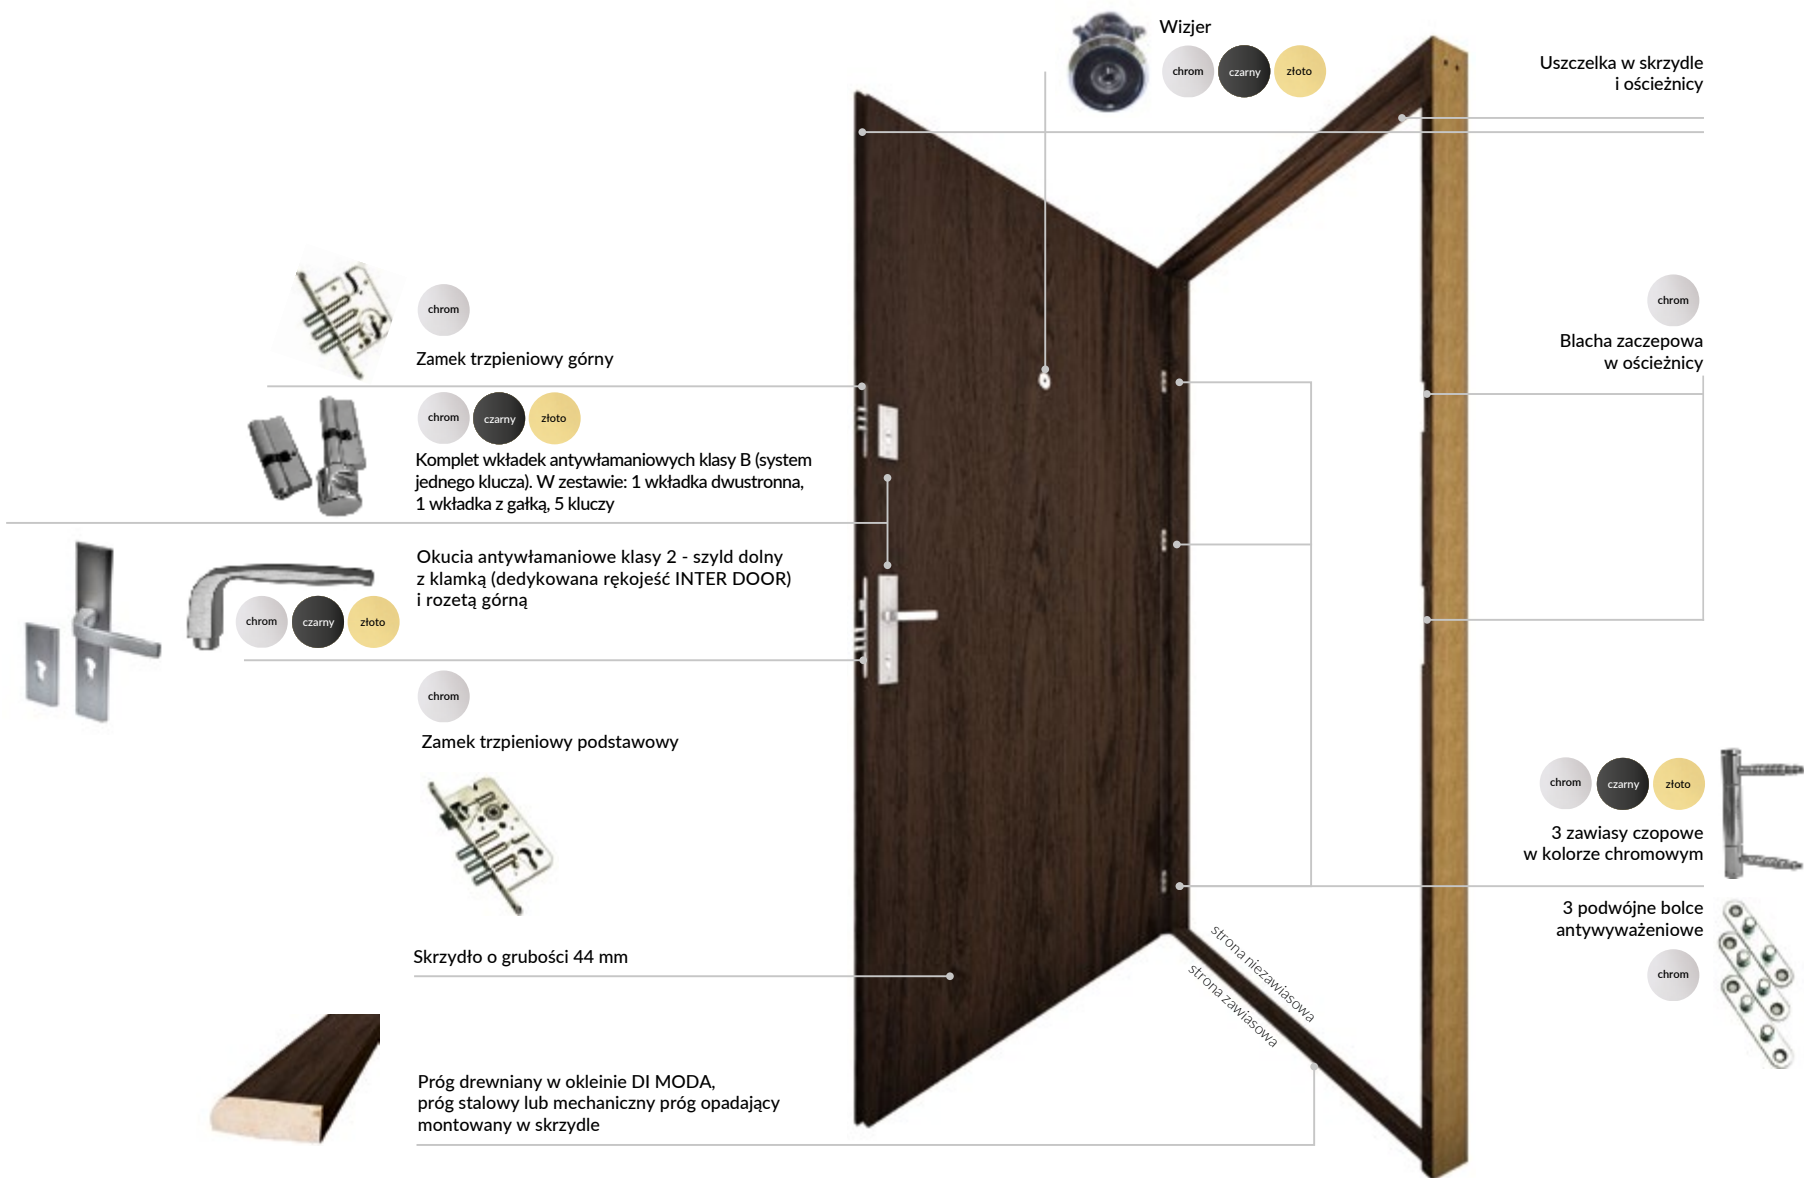 Wizjer
chrom czarny złoto
Uszczelka w skrzydle
i ościeżnicy
chrom
Zamek trzpieniowy górny
chrom
Blacha zaczepowa
w ościeżnicy
chrom czarny złoto
Komplet wkładek antywłamaniowych klasy B (system
jednego klucza). W zestawie: 1 wkładka dwustronna,
1 wkładka z gałką, 5 kluczy
Okucia antywłamaniowe klasy 2 - szyld dolny
z klamką (dedykowana rękojeść INTER DOOR)
i rozetą górną
chrom czarny złoto
chrom
Zamek trzpieniowy podstawowy
chrom czarny złoto
3 zawiasy czopowe
w kolorze chromowym
3 podwójne bolce
antywyważeniowe
chrom
Skrzydło o grubości 44 mm
strona niezawiasowa
strona zawiasowa
Próg drewniany w okleinie DI MODA,
próg stalowy lub mechaniczny próg opadający
montowany w skrzydle